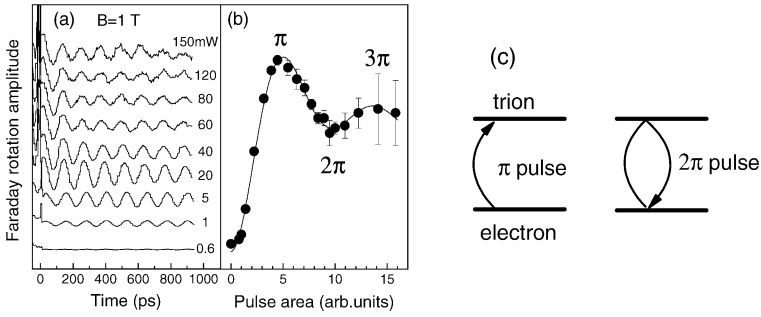 (a)
B=1 T
150mW
120
80
60
40
20
5
1
0.6
Faraday rotation amplitude
0 200 400 600 800 1000
Time (ps)
(b)
π
2π
3π
0 5 10 15
Pulse area (arb.units)
(c)
trion
π pulse
electron
2π pulse